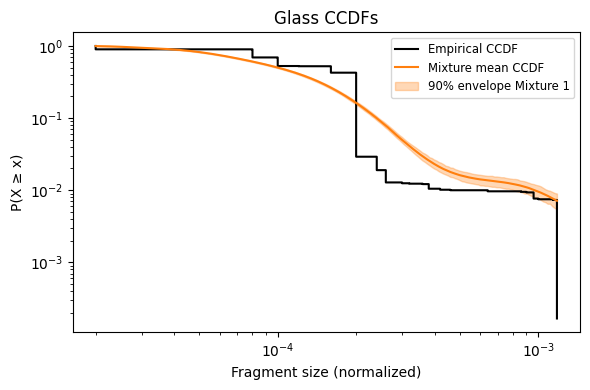 Glass CCDFs
Empirical CCDF
Mixture mean CCDF
90% envelope Mixture 1
P(X ≥ x)
10⁰
10⁻¹
10⁻²
10⁻³
10⁻⁴
10⁻³
Fragment size (normalized)